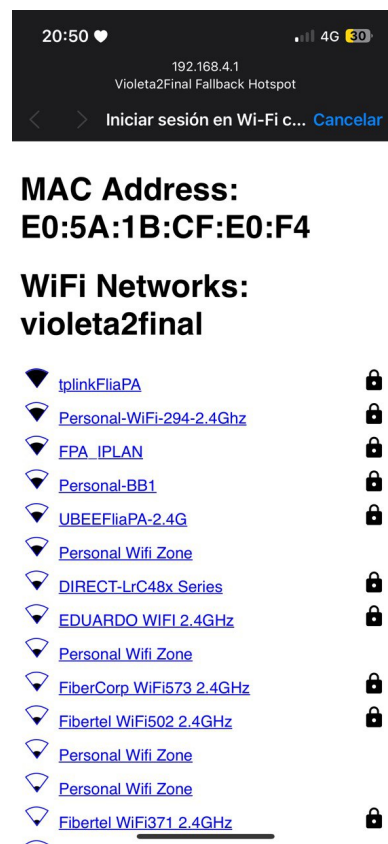 20:50
4G 30
192.168.4.1
Violeta2Final Fallback Hotspot
Iniciar sesión en Wi-Fi c... Cancelar
MAC Address:
E0:5A:1B:CF:E0:F4
WiFi Networks:
violeta2final
tplinkFliaPA
Personal-WiFi-294-2.4Ghz
FPA_IPLAN
Personal-BB1
UBEEFliaPA-2.4G
Personal Wifi Zone
DIRECT-LrC48x Series
EDUARDO WIFI 2.4GHz
Personal Wifi Zone
FiberCorp WiFi573 2.4GHz
Fibertel WiFi502 2.4GHz
Personal Wifi Zone
Personal Wifi Zone
Fibertel WiFi371 2.4GHz